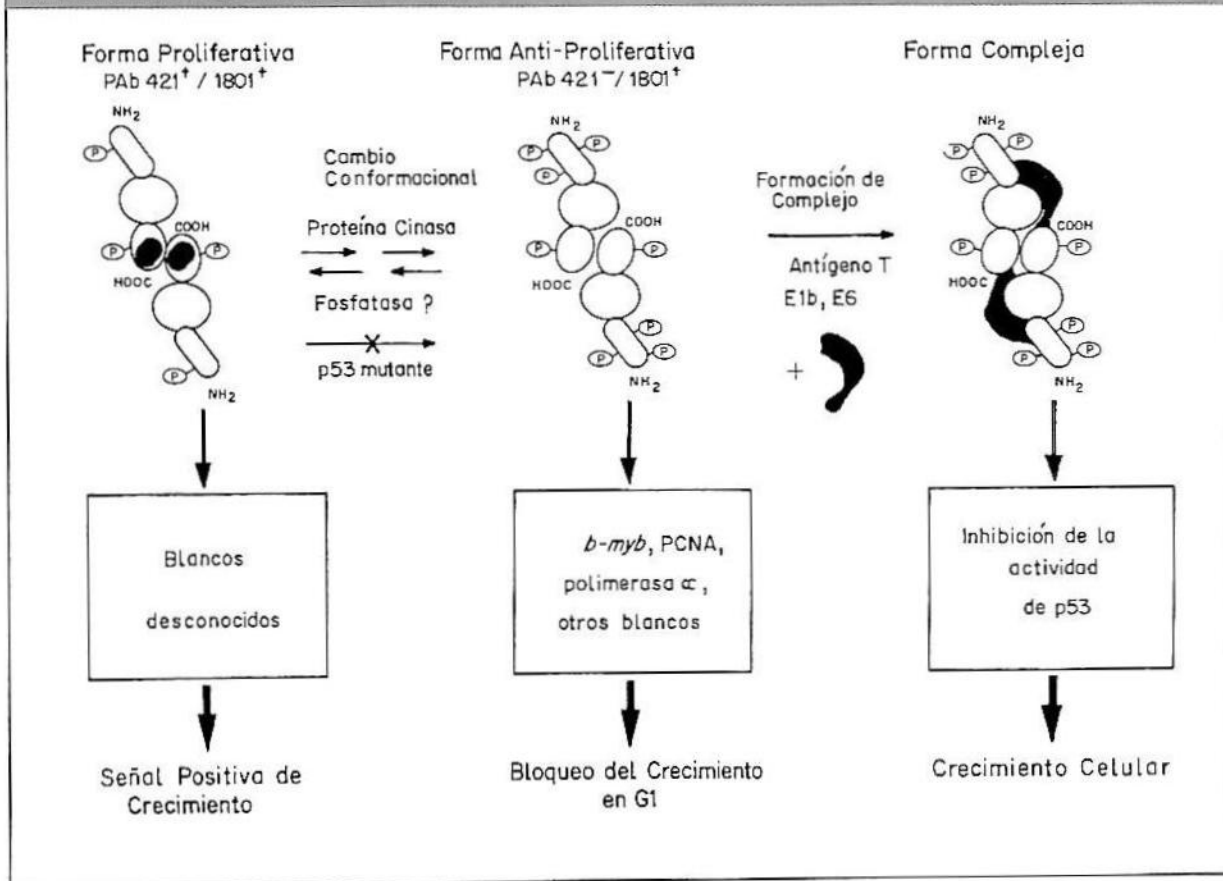 Forma Proliferativa
PAb 421⁺ / 1801⁺
NH₂
P
COOH
P
P
HOOC
P
NH₂
Cambio
Conformacional
Proteína Cinasa
Fosfatasa ?
X
p53 mutante
Forma Anti-Proliferativa
PAb 421⁻/ 1801⁺
NH₂
P
P
P
COOH
P
P
HOOC
P
P
P
NH₂
Formación de
Complejo
Antígeno T
E1b, E6
+
Forma Compleja
NH₂
P
P
P
COOH
P
P
HOOC
P
P
P
NH₂
Blancos
desconocidos
b-myb, PCNA,
polimerasa α,
otros blancos
Inhibición de la
actividad
de p53
Señal Positiva de
Crecimiento
Bloqueo del Crecimiento
en G1
Crecimiento Celular